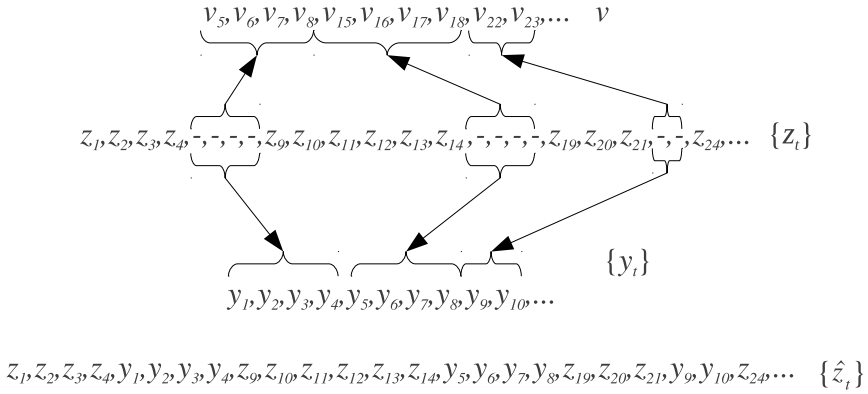 v₅,v₆,v₇,v₈,v₁₅,v₁₆,v₁₇,v₁₈,v₂₂,v₂₃,... v
z₁,z₂,z₃,z₄,-,-,-,-,z₉,z₁₀,z₁₁,z₁₂,z₁₃,z₁₄,-,-,-,-,z₁₉,z₂₀,z₂₁,-,-,z₂₄,... {zₜ}
{yₜ}
y₁,y₂,y₃,y₄,y₅,y₆,y₇,y₈,y₉,y₁₀,...
z₁,z₂,z₃,z₄,y₁,y₂,y₃,y₄,z₉,z₁₀,z₁₁,z₁₂,z₁₃,z₁₄,y₅,y₆,y₇,y₈,z₁₉,z₂₀,z₂₁,y₉,y₁₀,z₂₄,... {ẑₜ}